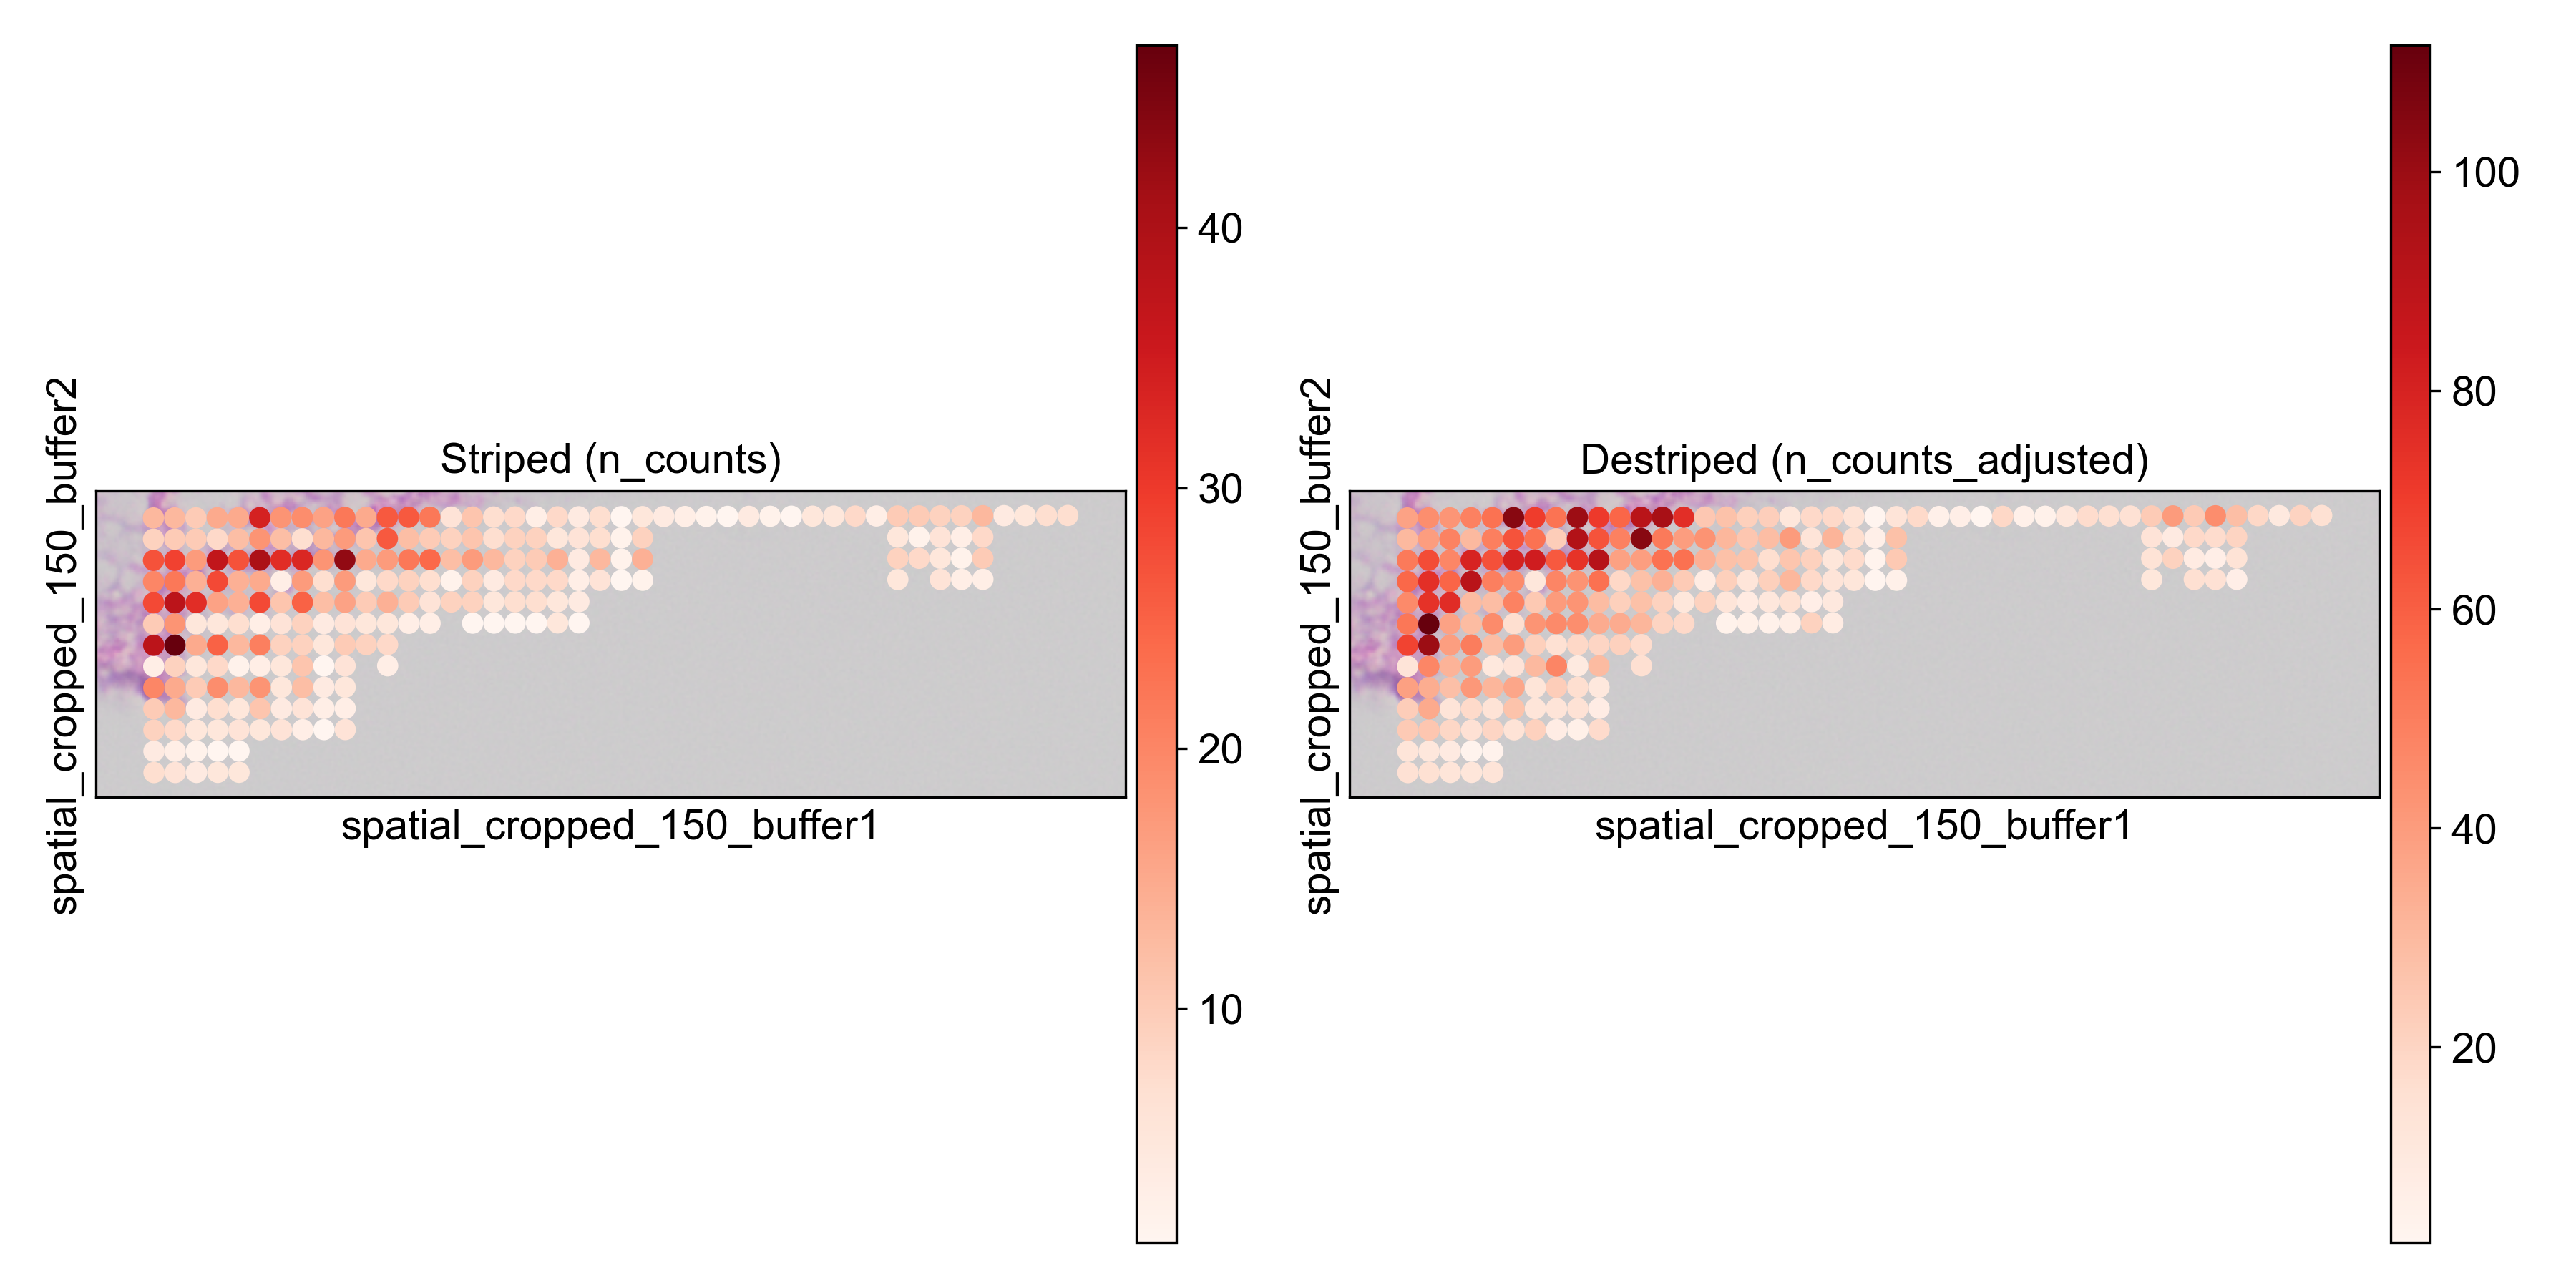 Striped (n_counts)
spatial_cropped_150_buffer2
spatial_cropped_150_buffer1
40
30
20
10
Destriped (n_counts_adjusted)
spatial_cropped_150_buffer2
spatial_cropped_150_buffer1
100
80
60
40
20